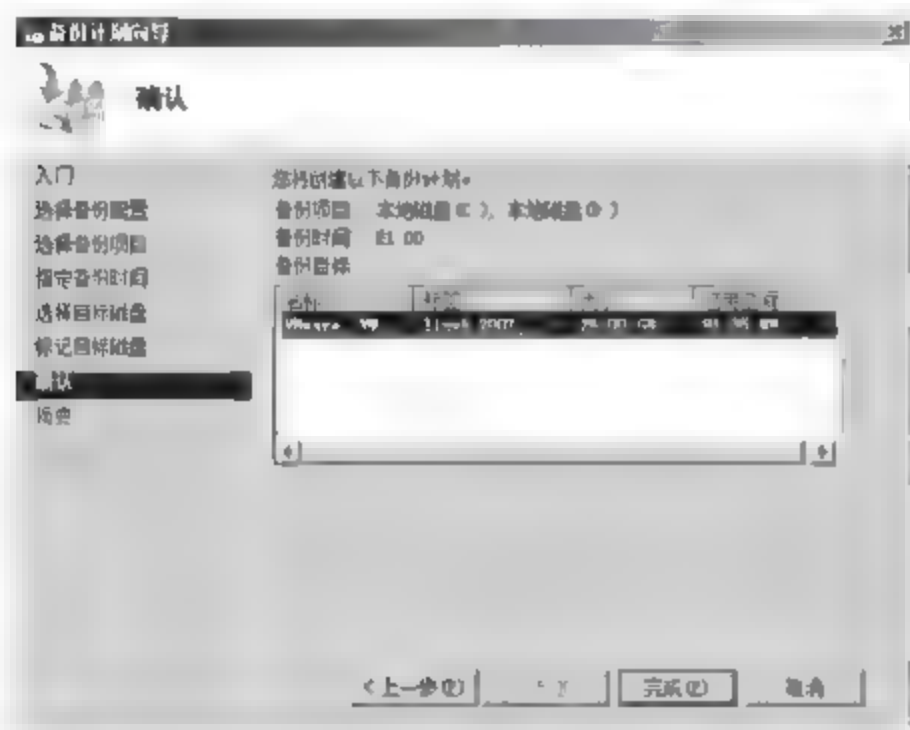 备份计划向导
确认
入门
选择备份配置
选择备份项目
指定备份时间
选择目标磁盘
标记目标磁盘
确认
摘要
您将创建以下备份计划。
备份项目 本地磁盘(C:), 本地磁盘(D:)
备份时间 21:00
备份目标
名称
VMware
<上一步(P)
完成(F)
取消